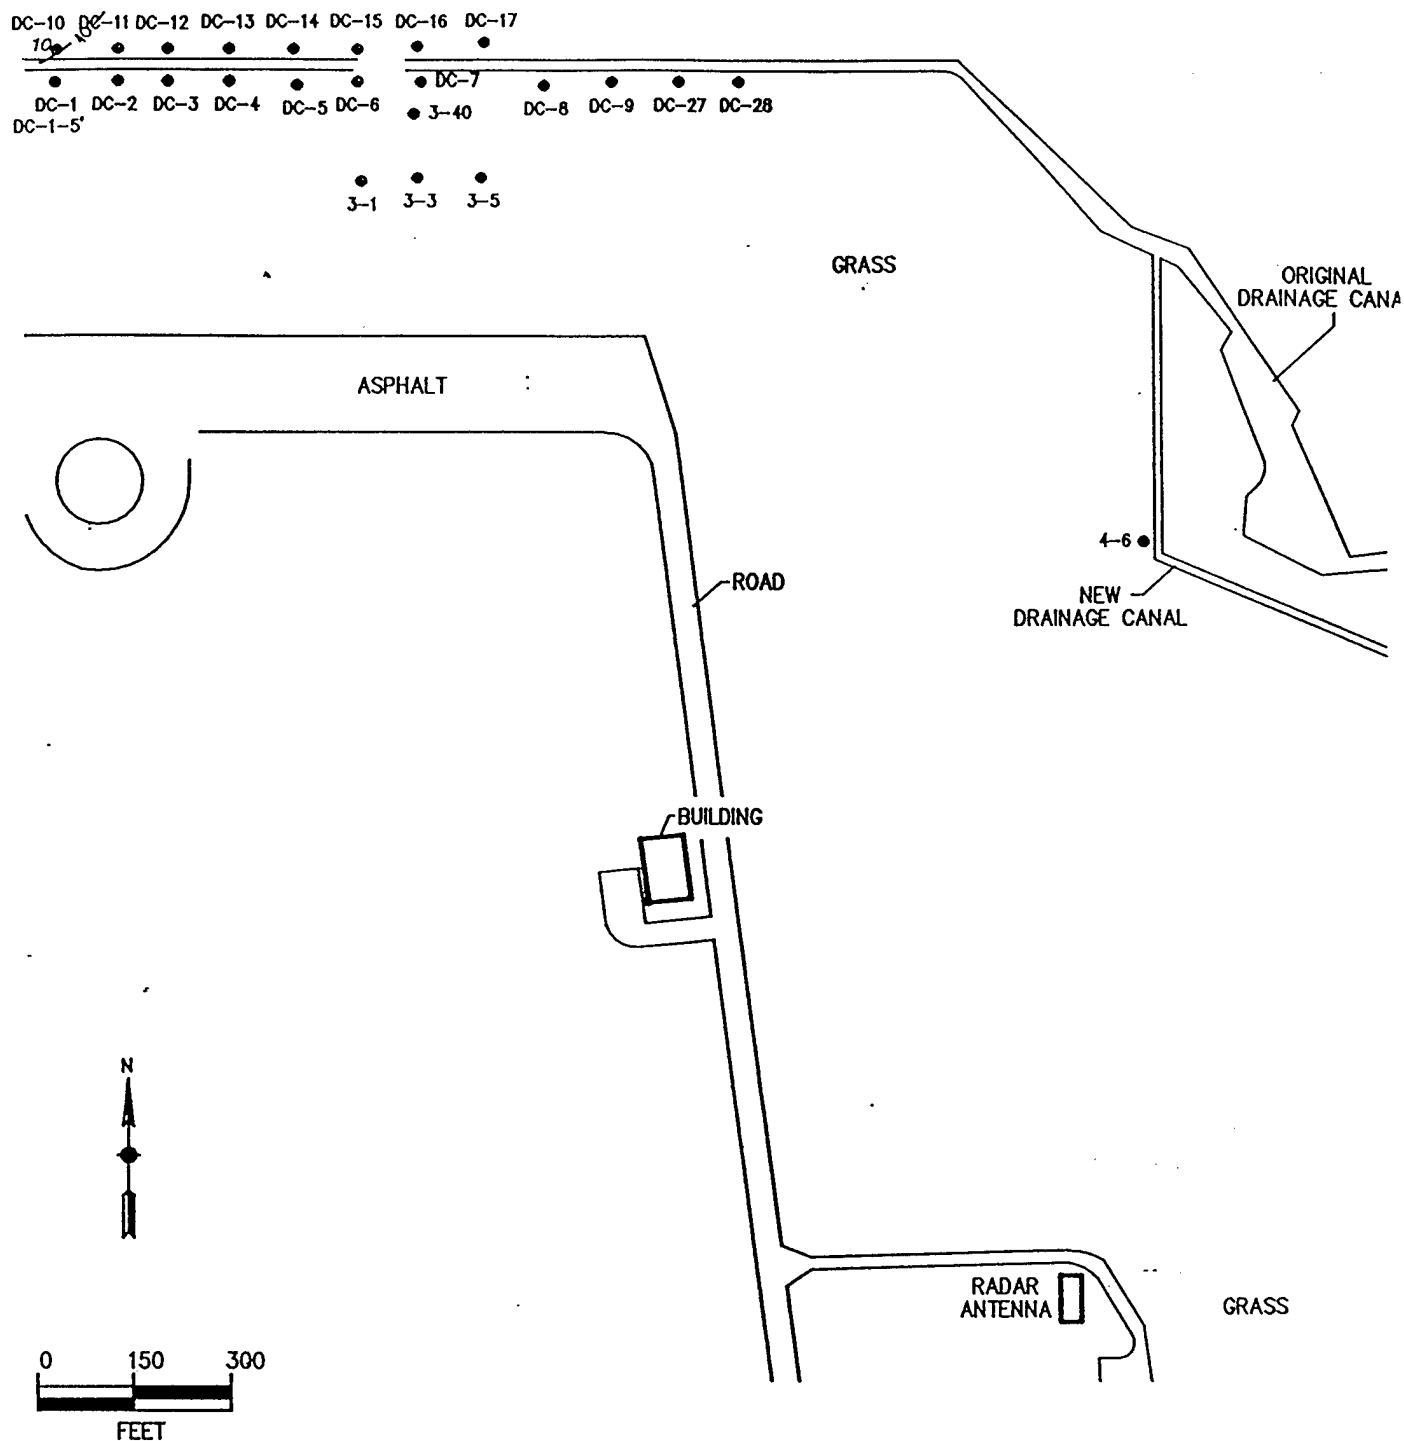 DC-10 DC-11 DC-12 DC-13 DC-14 DC-15 DC-16 DC-17
10
DC-7
DC-1 DC-2 DC-3 DC-4 DC-5 DC-6 DC-8 DC-9 DC-27 DC-28
3-40
DC-1-5'
3-1 3-3 3-5
GRASS
ORIGINAL
DRAINAGE CANA
ASPHALT
4-6
ROAD
NEW
DRAINAGE CANAL
BUILDING
N
RADAR
ANTENNA
GRASS
0 150 300
FEET